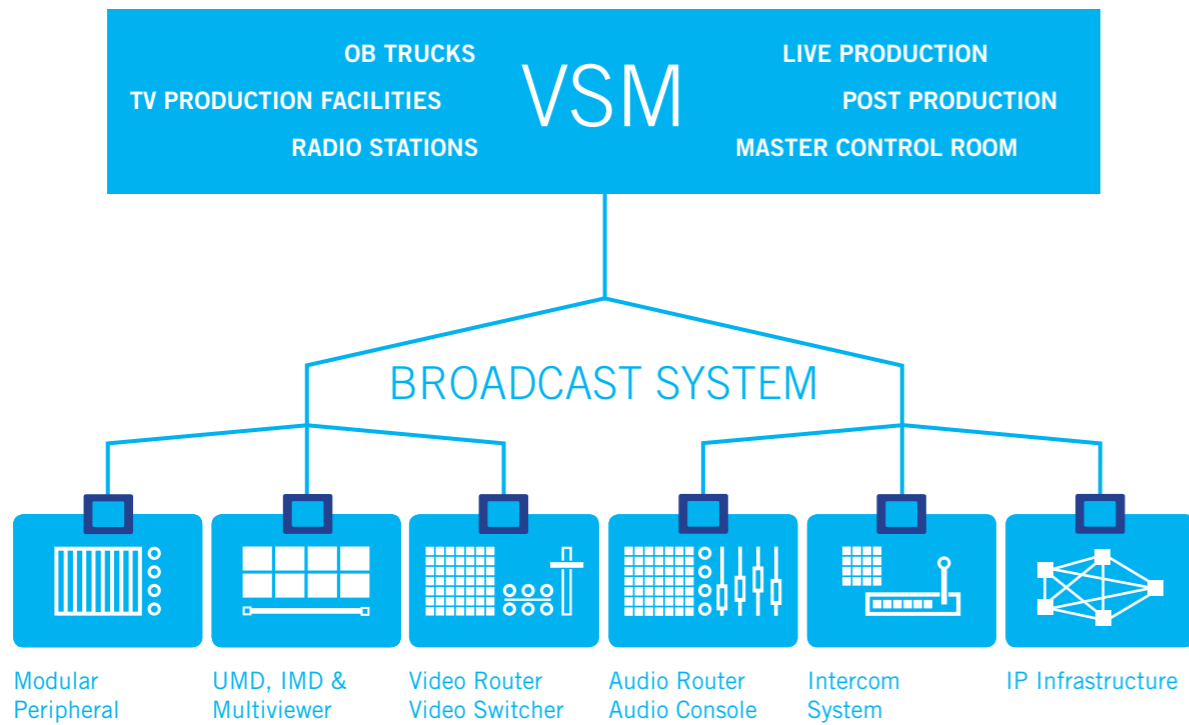 OB TRUCKS
TV PRODUCTION FACILITIES
RADIO STATIONS
VSM
LIVE PRODUCTION
POST PRODUCTION
MASTER CONTROL ROOM
BROADCAST SYSTEM
Modular
Peripheral
UMD, IMD &
Multiviewer
Video Router
Video Switcher
Audio Router
Audio Console
Intercom
System
IP Infrastructure